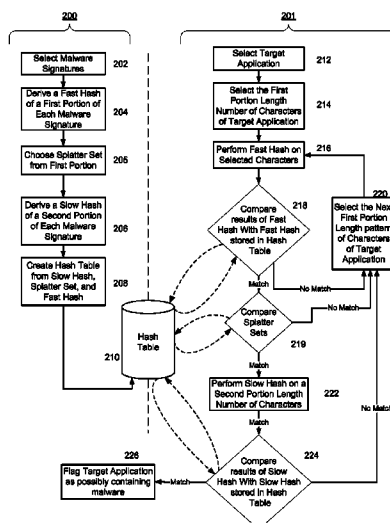 200
201
Select Malware
Signatures
202
Derive a Fast Hash
of a First Portion of
Each Malware
Signature
204
Choose Splatter Set
from First Portion
205
Derive a Slow Hash
of a Second Portion
of Each Malware
Signature
206
Create Hash Table
from Slow Hash,
Splatter Set, and
Fast Hash
208
Hash
Table
210
Select Target
Application
212
Select the First
Portion Length
Number of Characters
of Target Application
214
Perform Fast Hash on
Selected Characters
216
Compare
results of Fast
Hash With Fast Hash
stored in Hash
Table
218
220
Select the Next
First Portion
Length pattern
of Characters
of Target
Application
No Match
Match
Compare
Splatter
Sets
219
No Match
Match
Perform Slow Hash on
a Second Portion Length
Number of Characters
222
No Match
Match
Compare
results of Slow
Hash With Slow Hash
stored in Hash
Table
224
Match
226
Flag Target Application
as possibly containing
malware